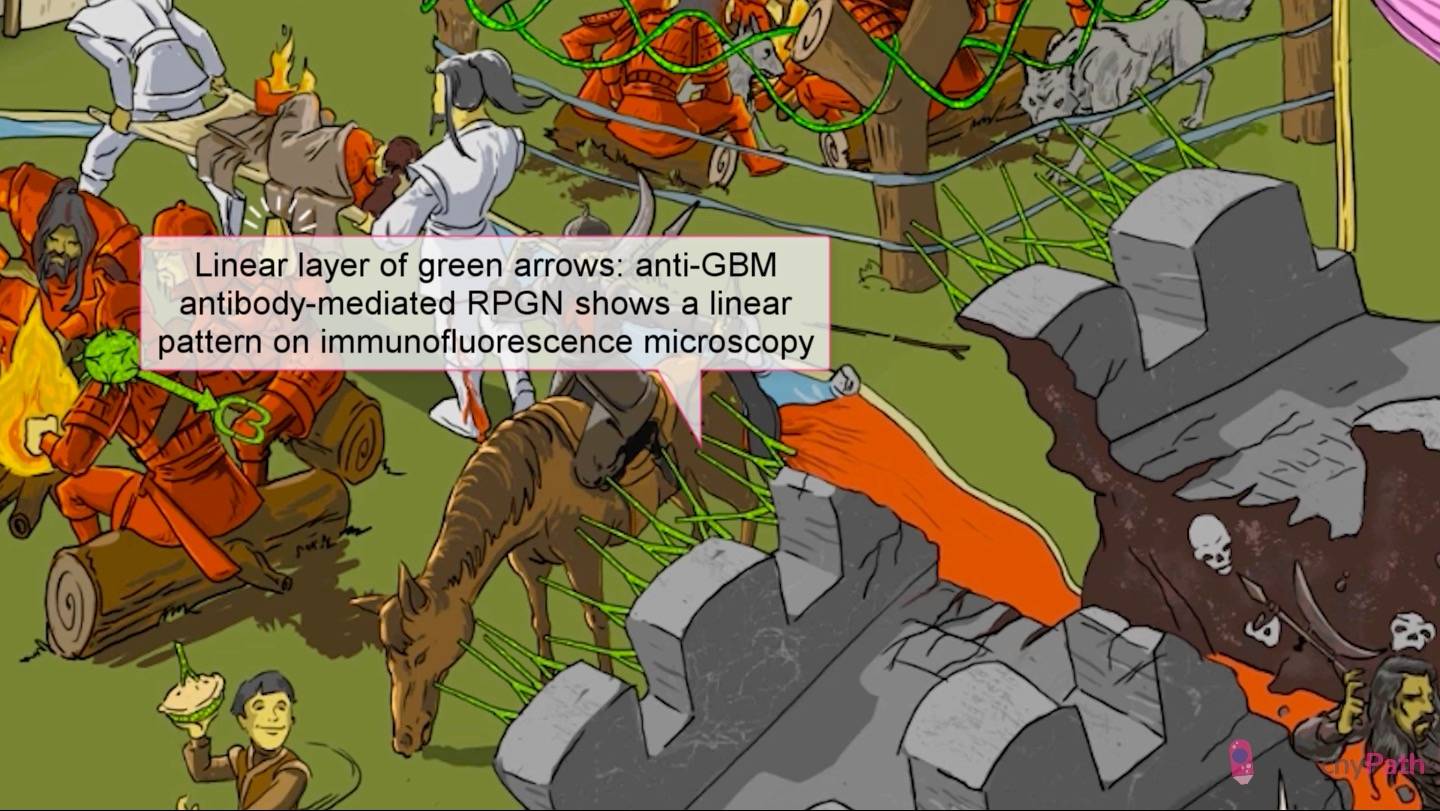 Linear layer of green arrows: anti-GBM
antibody-mediated RPGN shows a linear
pattern on immunofluorescence microscopy